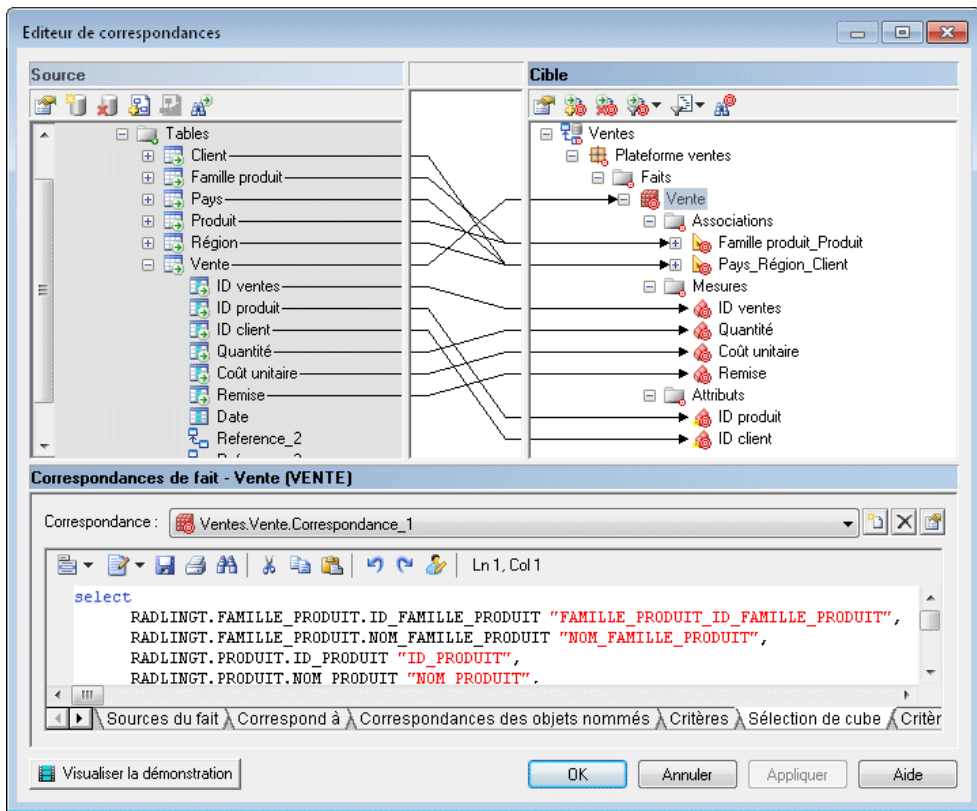 Editeur de correspondances
Source
Cible
Tables
Client
Famille produit
Pays
Produit
Région
Vente
ID ventes
ID produit
ID client
Quantité
Coût unitaire
Remise
Date
Reference_2
Ventes
Plateforme ventes
Faits
Vente
Associations
Famille produit_Produit
Pays_Région_Client
Mesures
ID ventes
Quantité
Coût unitaire
Remise
Attributs
ID produit
ID client
Correspondances de fait - Vente (VENTE)
Correspondance : Ventes.Vente.Correspondance_1
Ln 1, Col 1
select
RADLINGT.FAMILLE_PRODUIT.ID_FAMILLE_PRODUIT "FAMILLE_PRODUIT_ID_FAMILLE_PRODUIT",
RADLINGT.FAMILLE_PRODUIT.NOM_FAMILLE_PRODUIT "NOM_FAMILLE_PRODUIT",
RADLINGT.PRODUIT.ID_PRODUIT "ID_PRODUIT",
RADLINGT.PRODUIT.NOM_PRODUIT "NOM_PRODUIT",
Sources du fait Correspond à Correspondances des objets nommés Critères Sélection de cube Critèr
Visualiser la démonstration OK Annuler Appliquer Aide